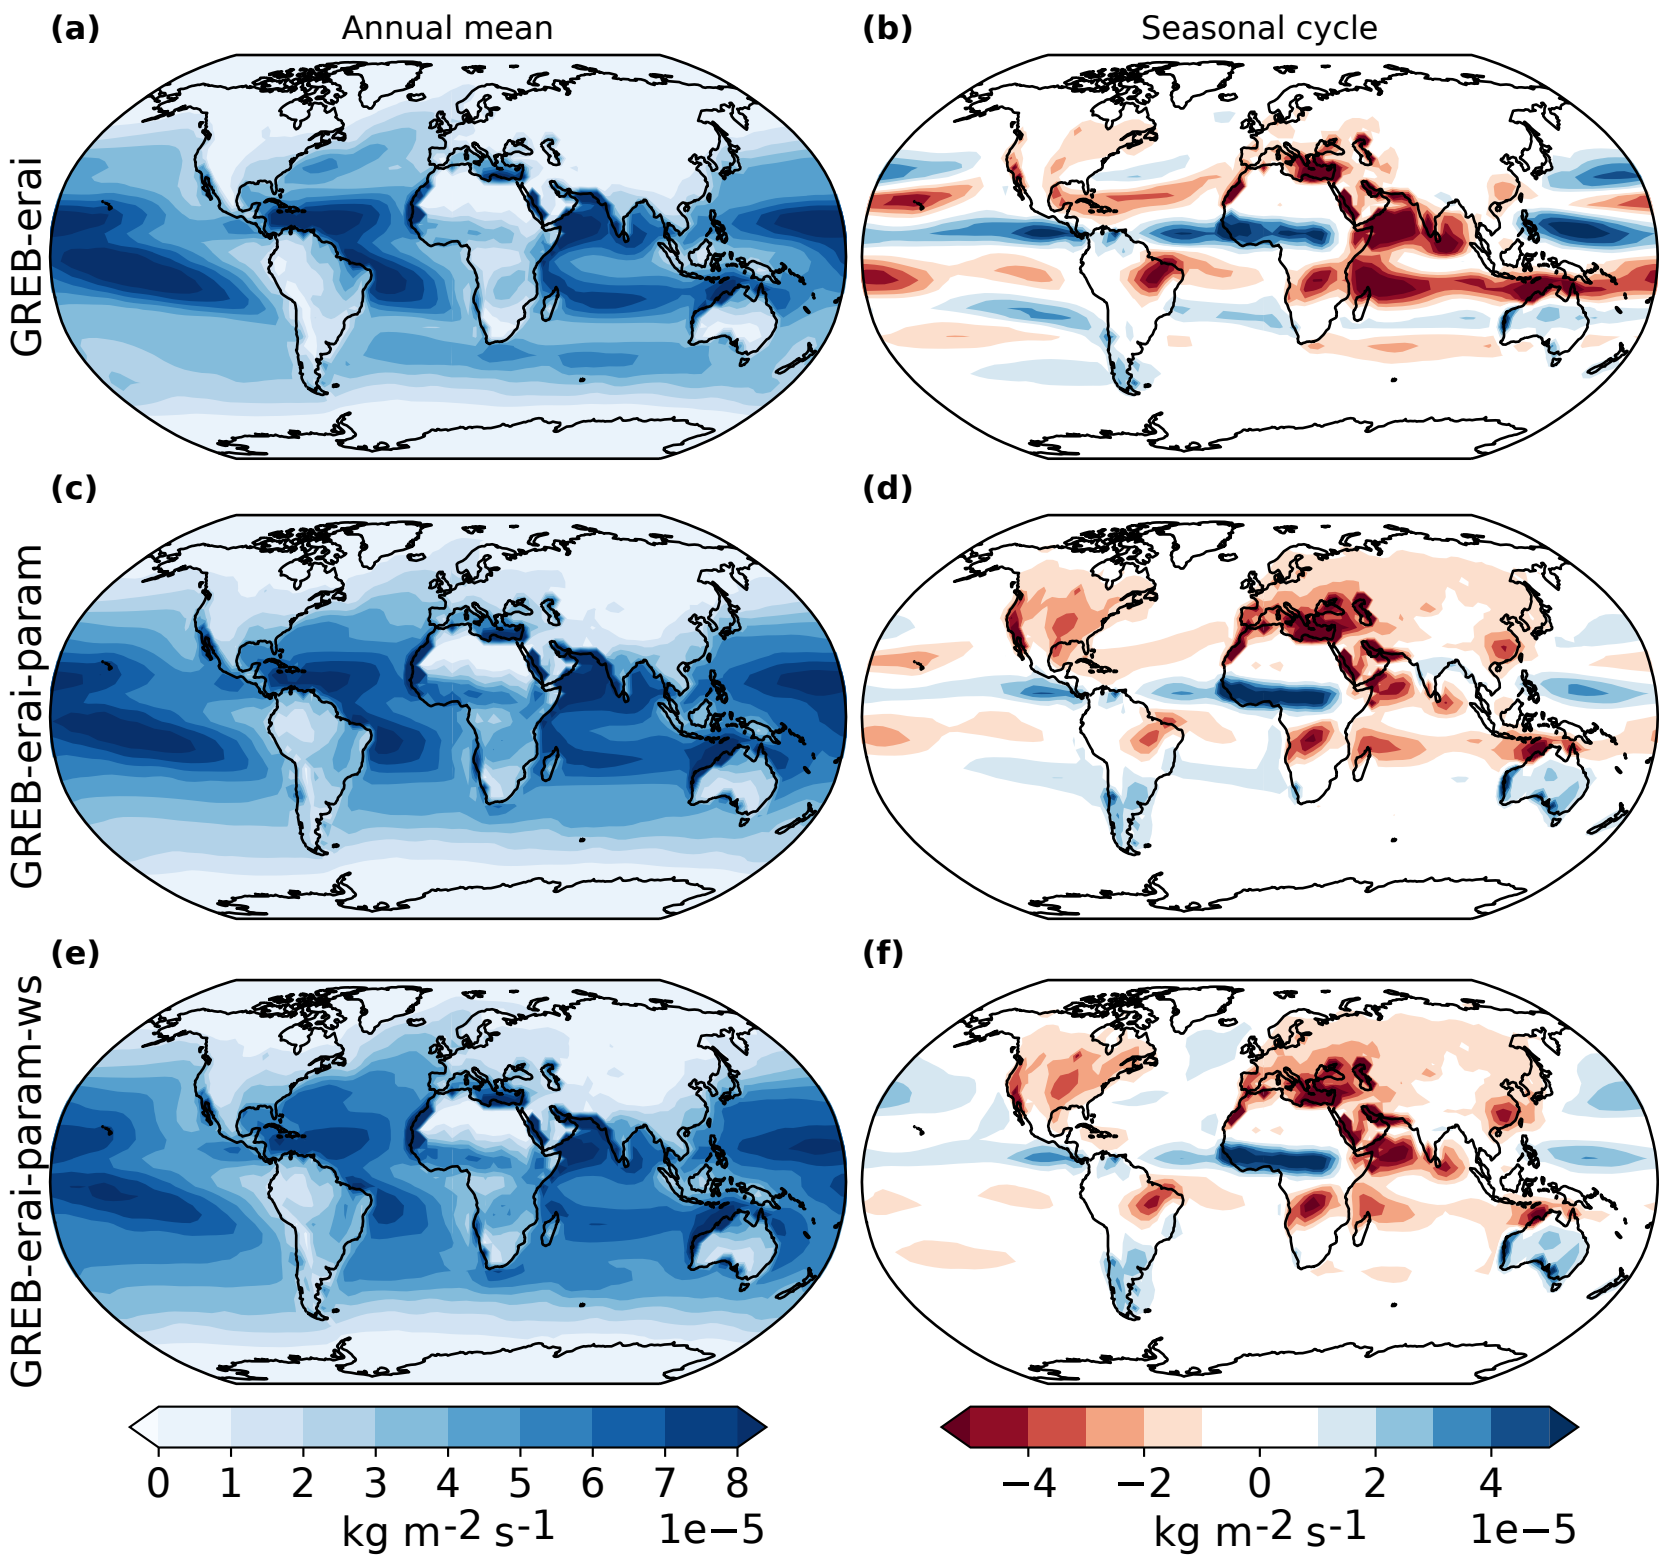 (a) Annual mean (b) Seasonal cycle
GREB-erai
(c) (d)
GREB-erai-param
(e) (f)
GREB-erai-param-ws
0 1 2 3 4 5 6 7 8 −4 −2 0 2 4
kg m-2 s-1 1e−5 kg m-2 s-1 1e−5